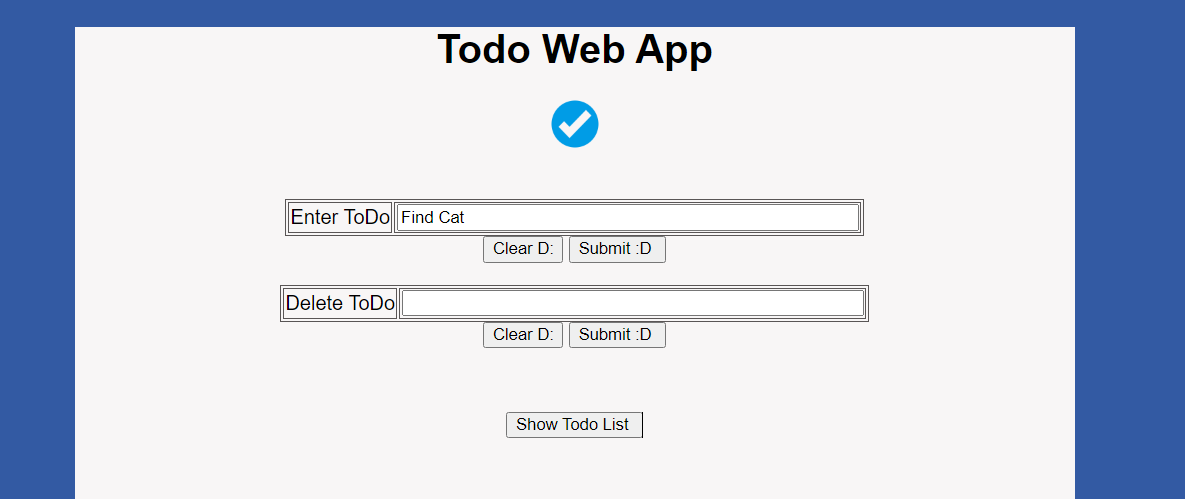 Todo Web App
Enter ToDo Find Cat
Clear D: Submit :D
Delete ToDo
Clear D: Submit :D
Show Todo List